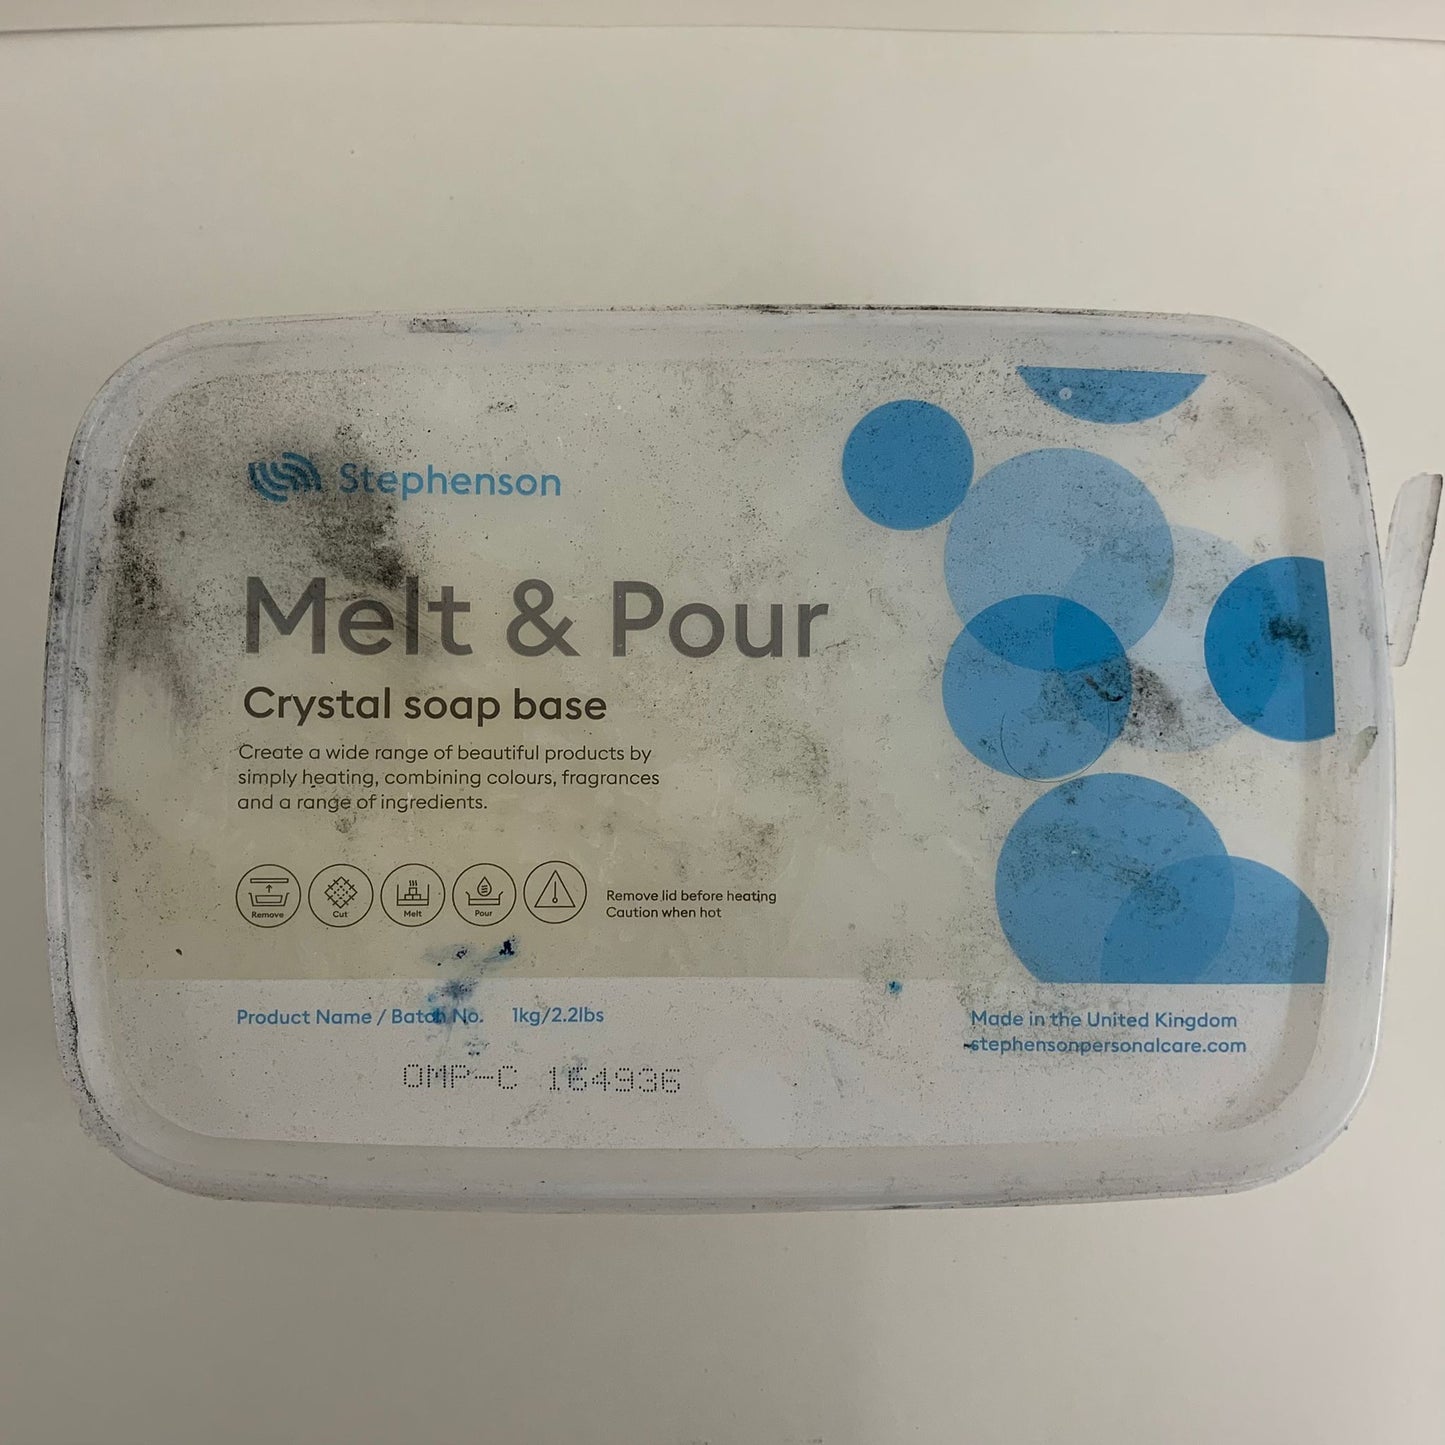 Stephenson
Melt & Pour
Crystal soap base
Create a wide range of beautiful products by
simply heating, combining colours, fragrances
and a range of ingredients.
Remove
Cut
Melt
Pour
Remove lid before heating
Caution when hot
Product Name / Batch No. 1kg/2.2lbs
OMP-C 164936
Made in the United Kingdom
stephensonpersonalcare.com